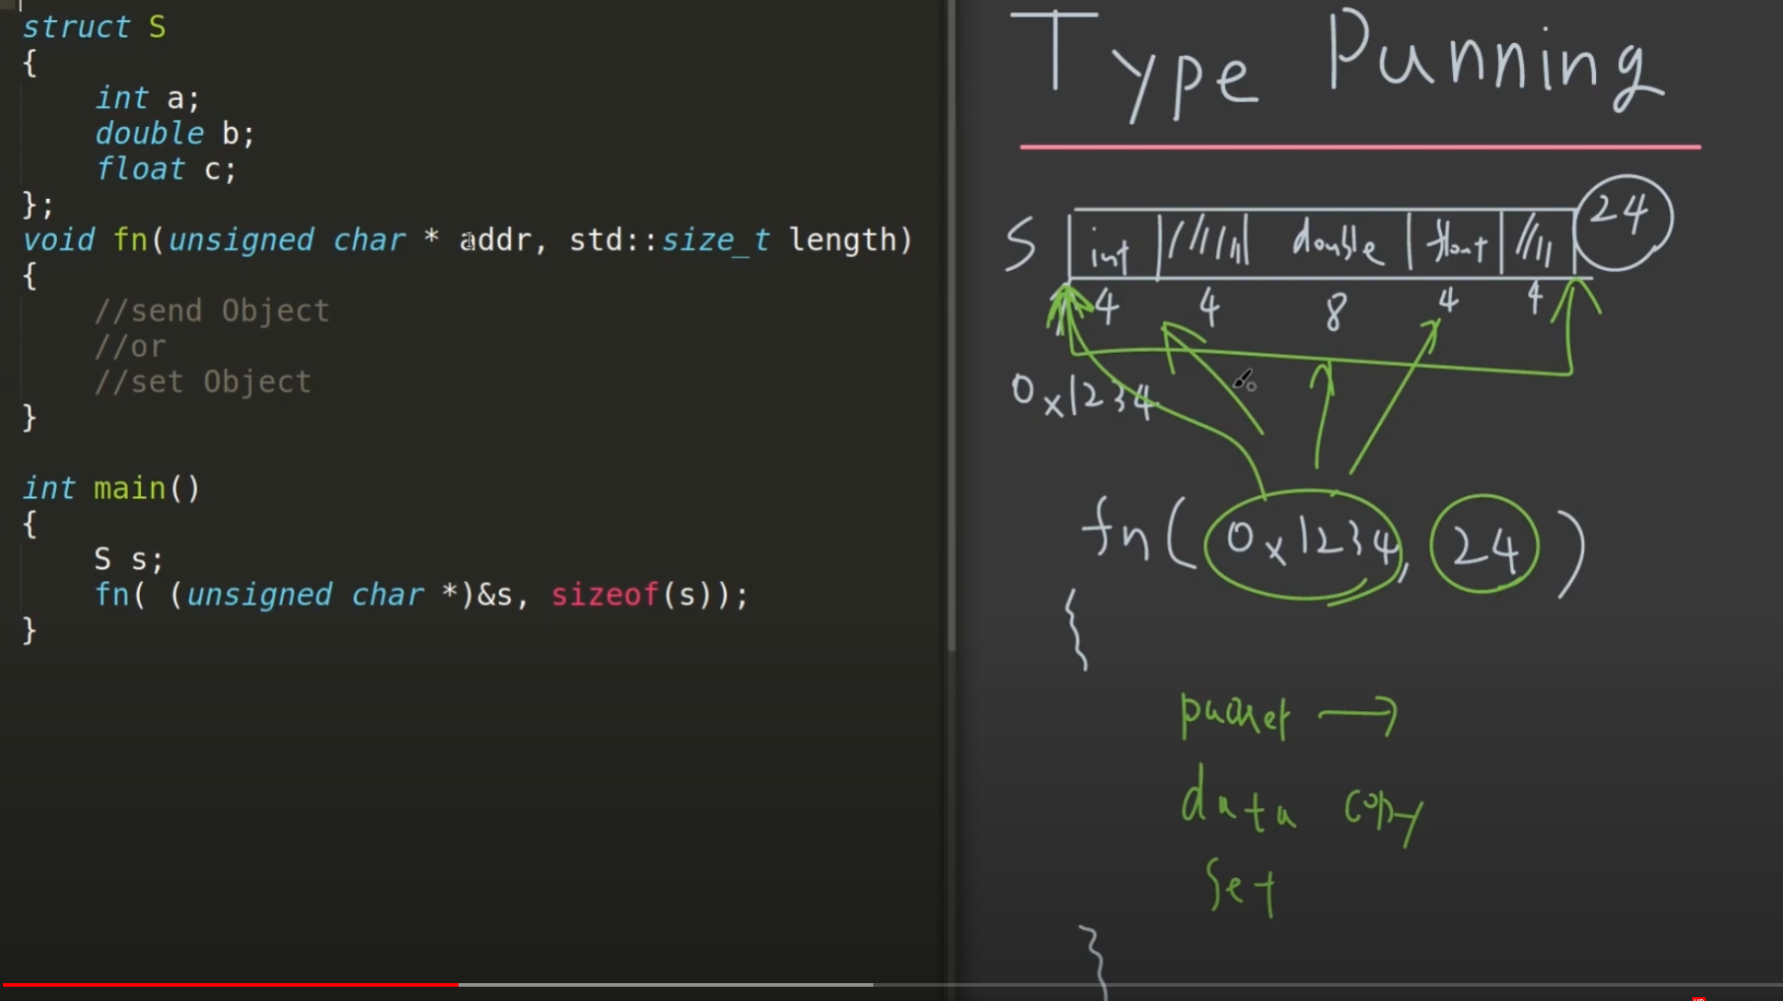 struct S
{
int a;
double b;
float c;
};
void fn(unsigned char * addr, std::size_t length)
{
//send Object
//or
//set Object
}
int main()
{
S s;
fn( (unsigned char *)&s, sizeof(s));
}
Type Punning
S int double float 24
4 4 8 4 4
0x1234
fn(0x1234, 24)
{
packet →
data copy
Set
}